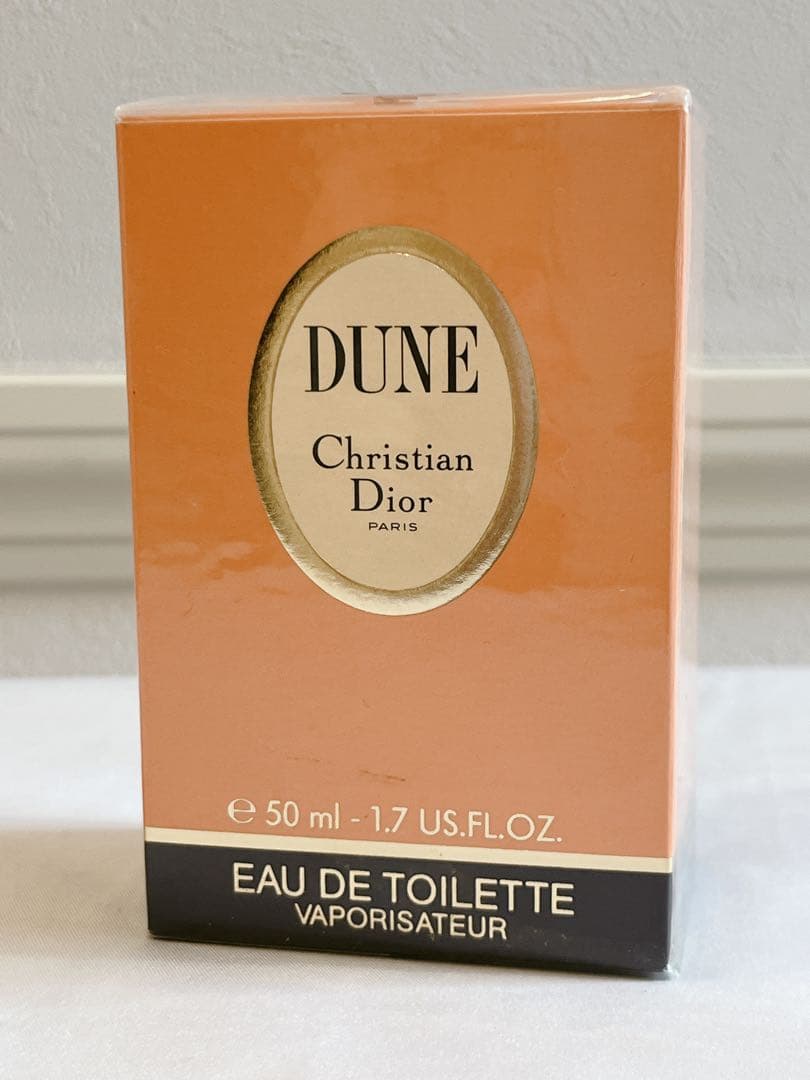 DUNE
Christian
Dior
PARIS
℮ 50 ml - 1.7 US.FL.OZ.
EAU DE TOILETTE
VAPORISATEUR